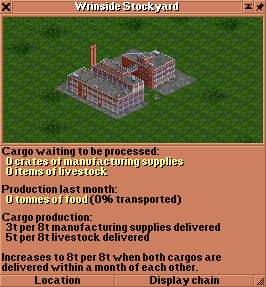 Wrinside Stockyard
Cargo waiting to be processed:
0 crates of manufacturing supplies
0 items of livestock
Production last month:
0 tonnes of food (0% transported)
Cargo production:
3t per 8t manufacturing supplies delivered
5t per 8t livestock delivered
Increases to 8t per 8t when both cargos are
delivered within a month of each other.
Location Display chain